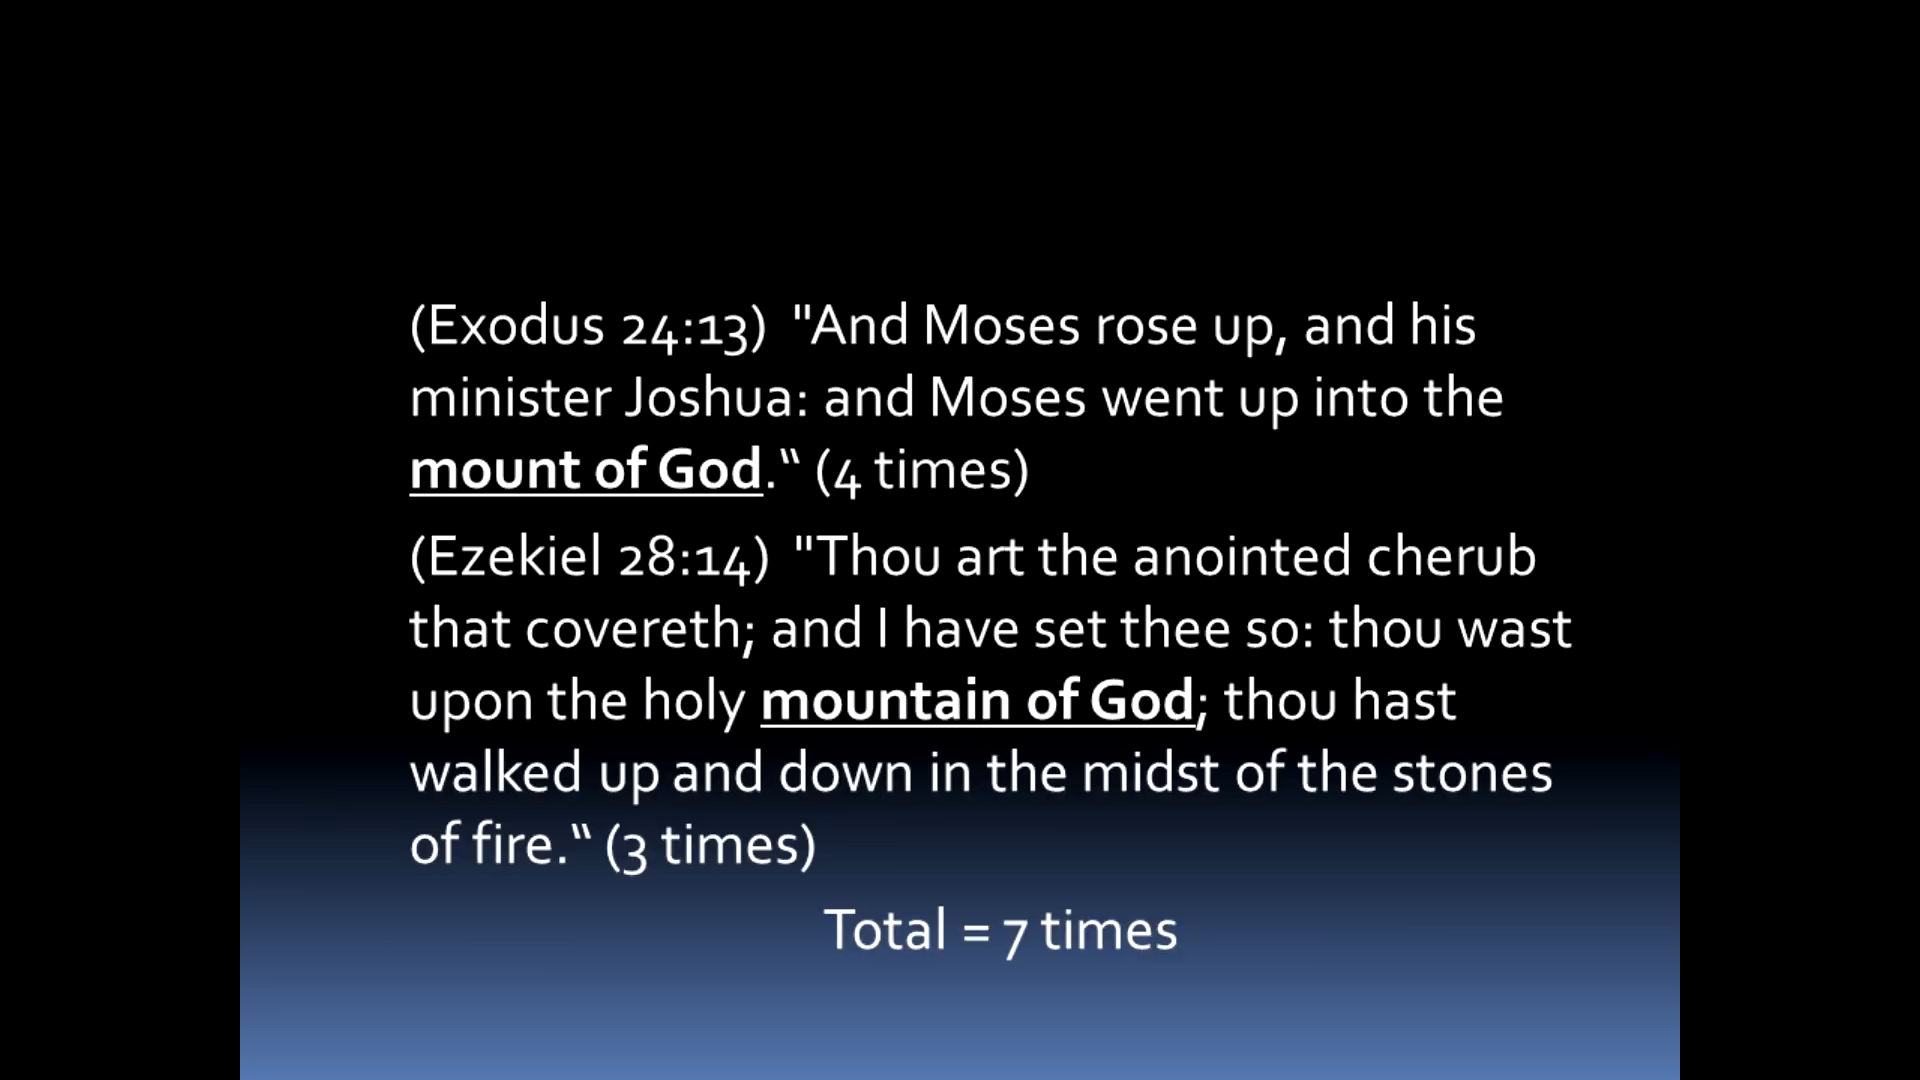 (Exodus 24:13)  "And Moses rose up, and his
minister Joshua: and Moses went up into the
mount of God.“ (4 times)
(Ezekiel 28:14)  "Thou art the anointed cherub
that covereth; and I have set thee so: thou wast
upon the holy mountain of God; thou hast
walked up and down in the midst of the stones
of fire.“ (3 times)
Total = 7 times